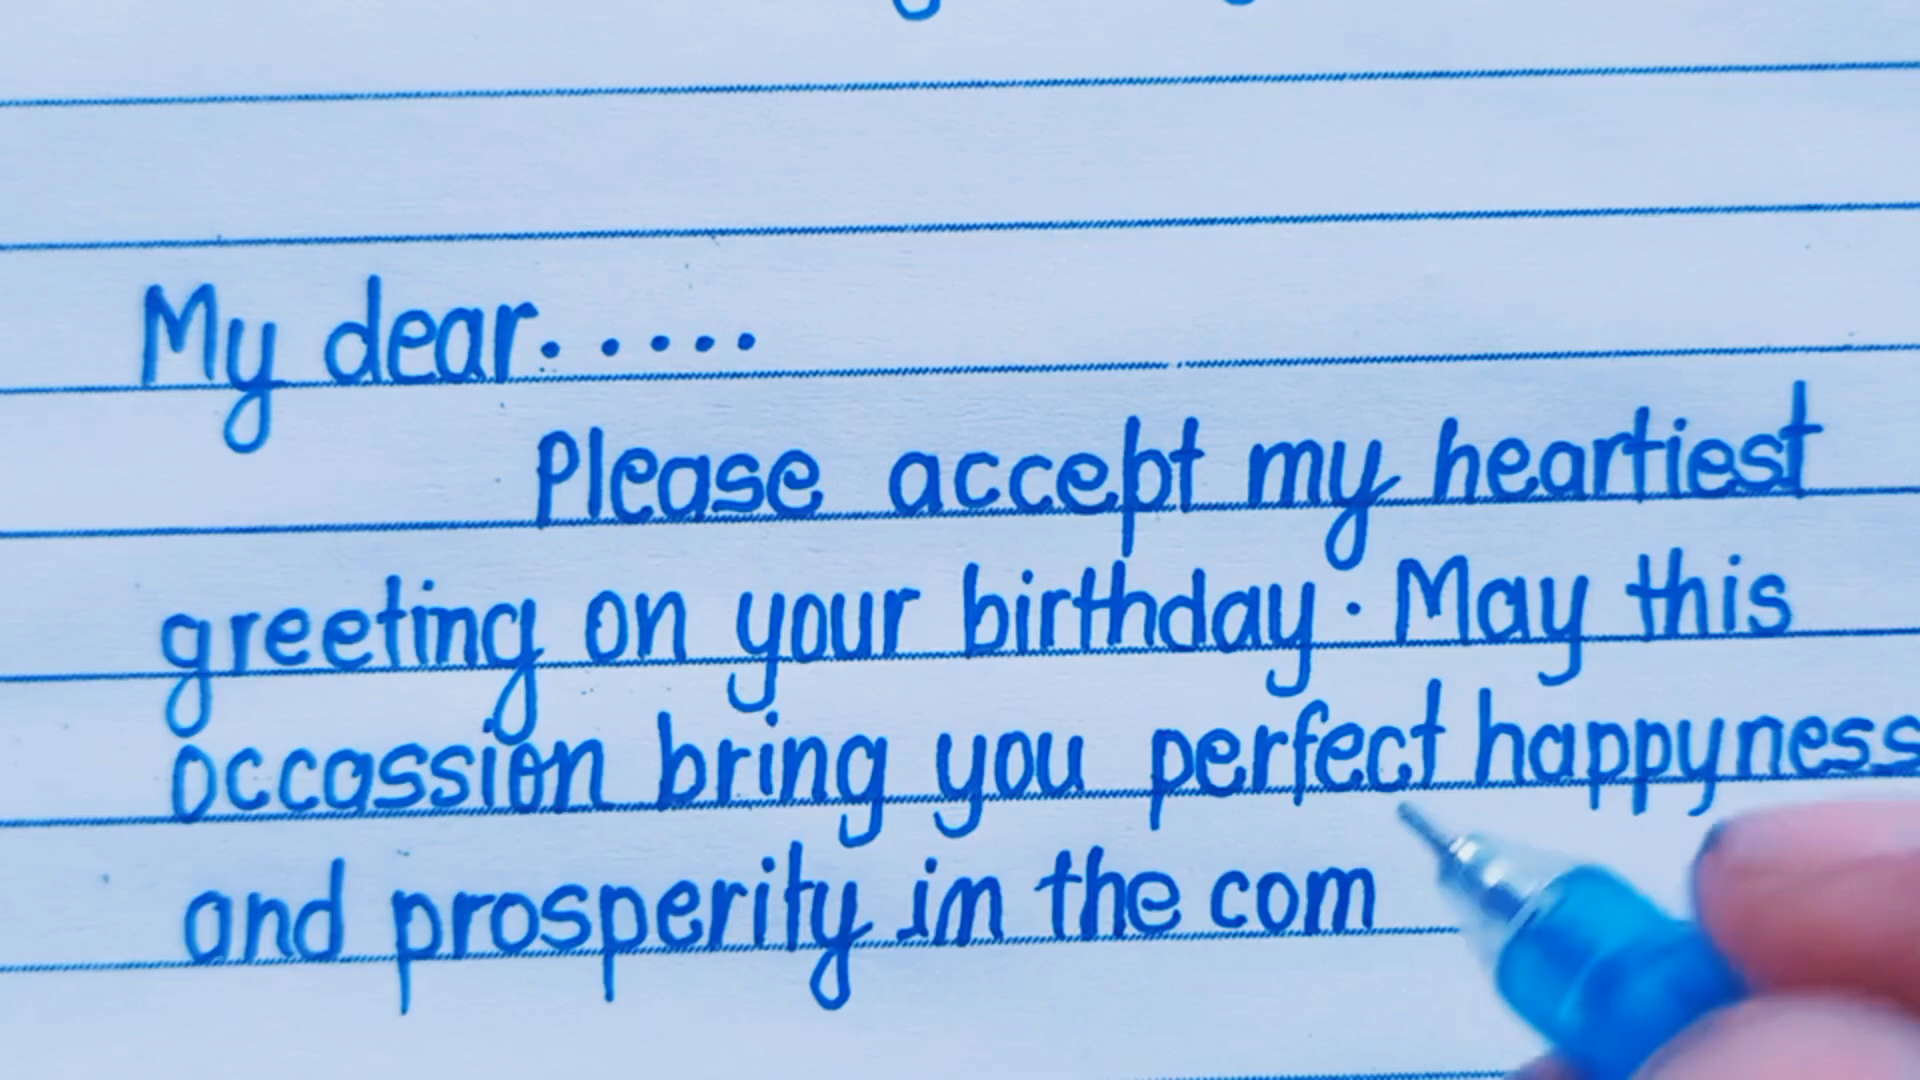 My dear.....
Please accept my heartiest
greeting on your birthday. May this
occassion bring you perfect happyness
and prosperity in the com